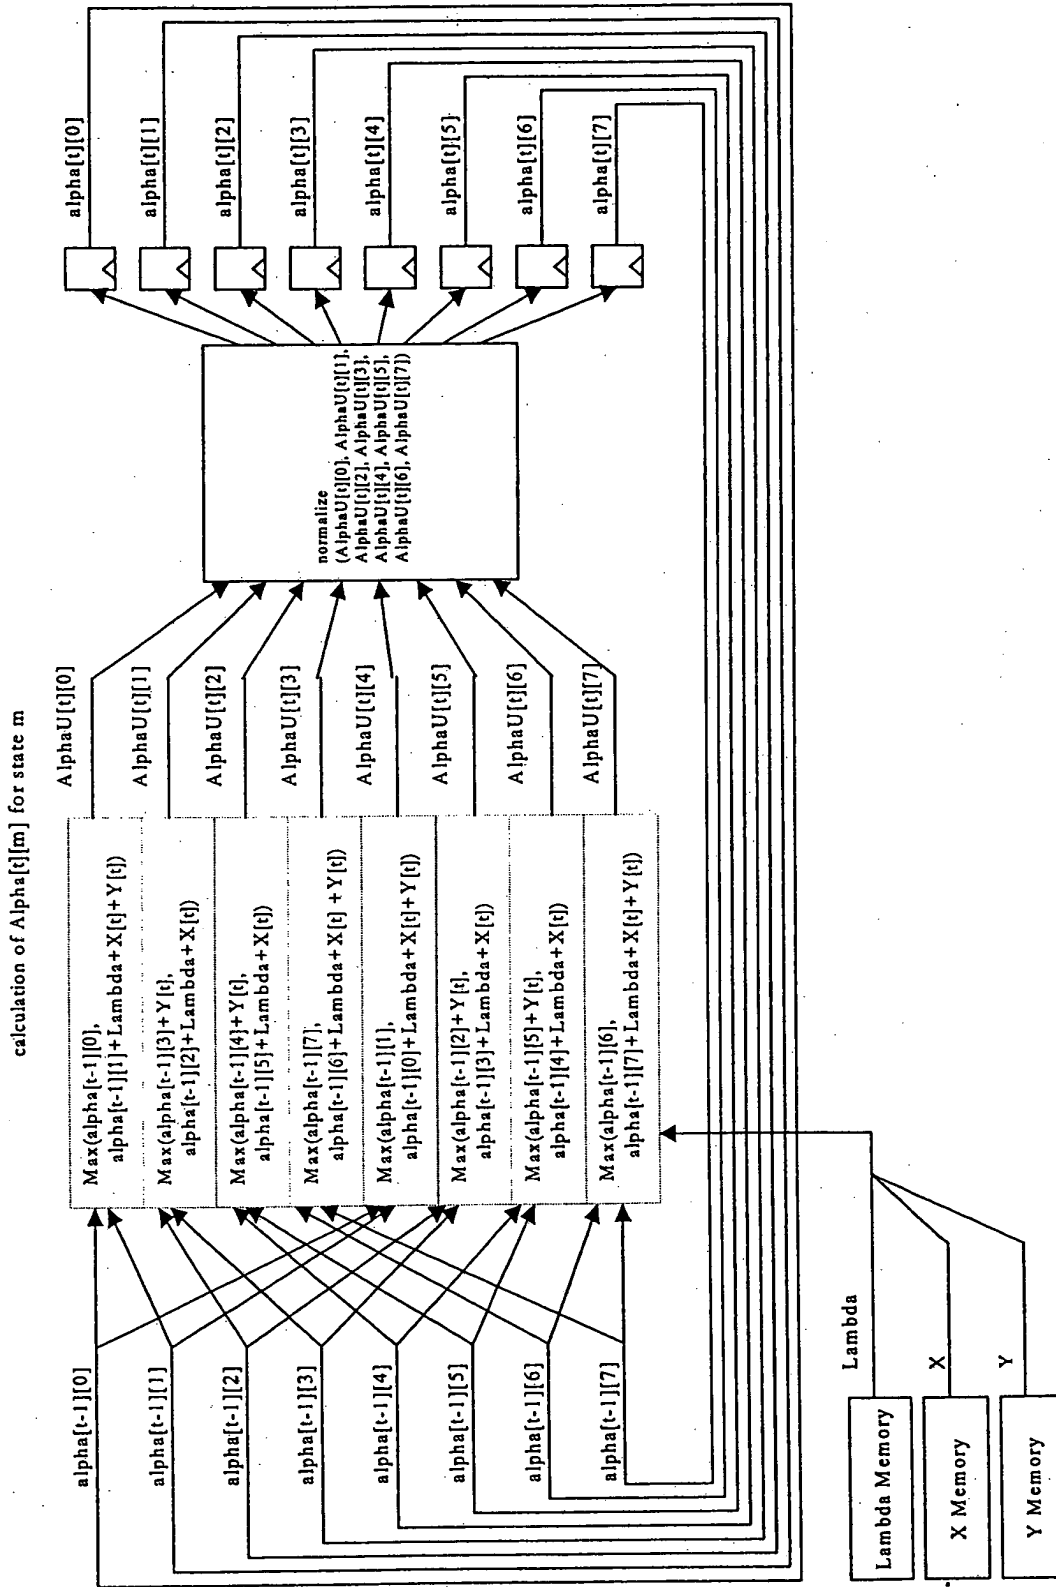 calculation of Alpha[t][m] for state m
alpha[t-1][0]
alpha[t-1][1]
alpha[t-1][2]
alpha[t-1][3]
alpha[t-1][4]
alpha[t-1][5]
alpha[t-1][6]
alpha[t-1][7]
Max(alpha[t-1][0],
alpha[t-1][1]+Lambda+X[t]+Y[t])
Max(alpha[t-1][3]+Y[t],
alpha[t-1][2]+Lambda+X[t])
Max(alpha[t-1][4]+Y[t],
alpha[t-1][5]+Lambda+X[t])
Max(alpha[t-1][7],
alpha[t-1][6]+Lambda+X[t]+Y[t])
Max(alpha[t-1][1],
alpha[t-1][0]+Lambda+X[t]+Y[t])
Max(alpha[t-1][7][2]+Y[t],
alpha[t-1][3]+Lambda+X[t])
Max(alpha[t-1][5]+Y[t],
alpha[t-1][4]+Lambda+X[t])
Max(alpha[t-1][6],
alpha[t-1][7]+Lambda+X[t]+Y[t])
AlphaU[t][0]
AlphaU[t][1]
AlphaU[t][2]
AlphaU[t][3]
AlphaU[t][4]
AlphaU[t][5]
AlphaU[t][6]
AlphaU[t][7]
normalize
(AlphaU[t][0], AlphaU[t][1],
AlphaU[t][2], AlphaU[t][3],
AlphaU[t][4], AlphaU[t][5],
AlphaU[t][6], AlphaU[t][7])
alpha[t][0]
alpha[t][1]
alpha[t][2]
alpha[t][3]
alpha[t][4]
alpha[t][5]
alpha[t][6]
alpha[t][7]
Lambda Memory
Lambda
X Memory
X
Y Memory
Y